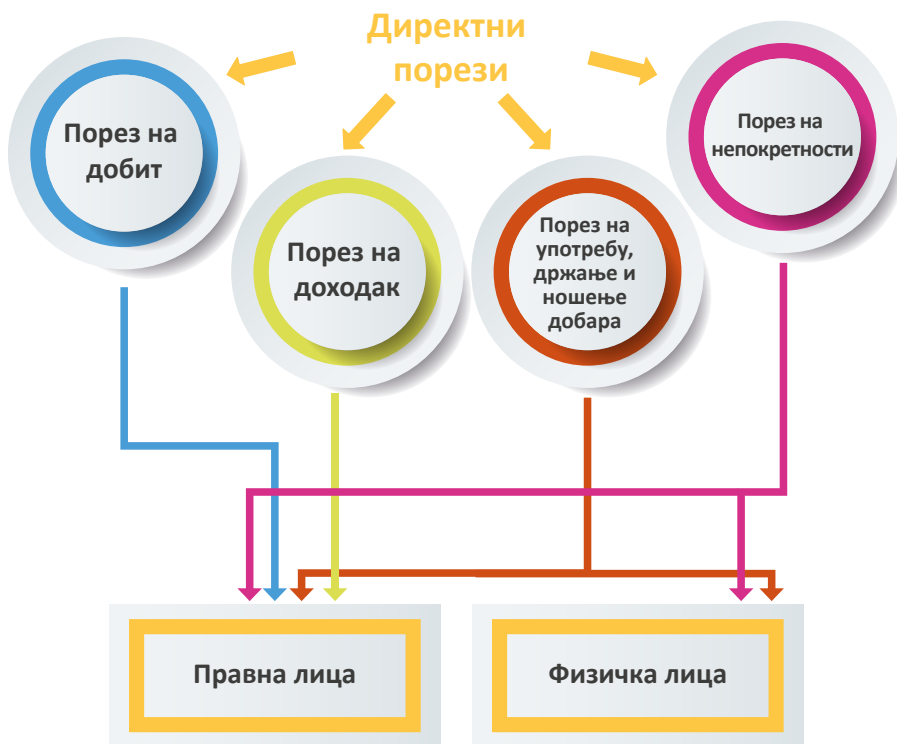 Директни
порези
Порез на
добит
Порез на
доходак
Порез на
употребу,
држање и
ношење
добара
Порез на
непокретности
Правна лица
Физичка лица